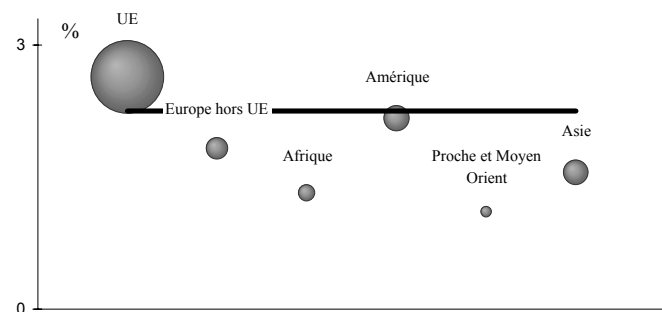 UE
%
3
Amérique
Europe hors UE
Asie
Afrique
Proche et Moyen
Orient
0